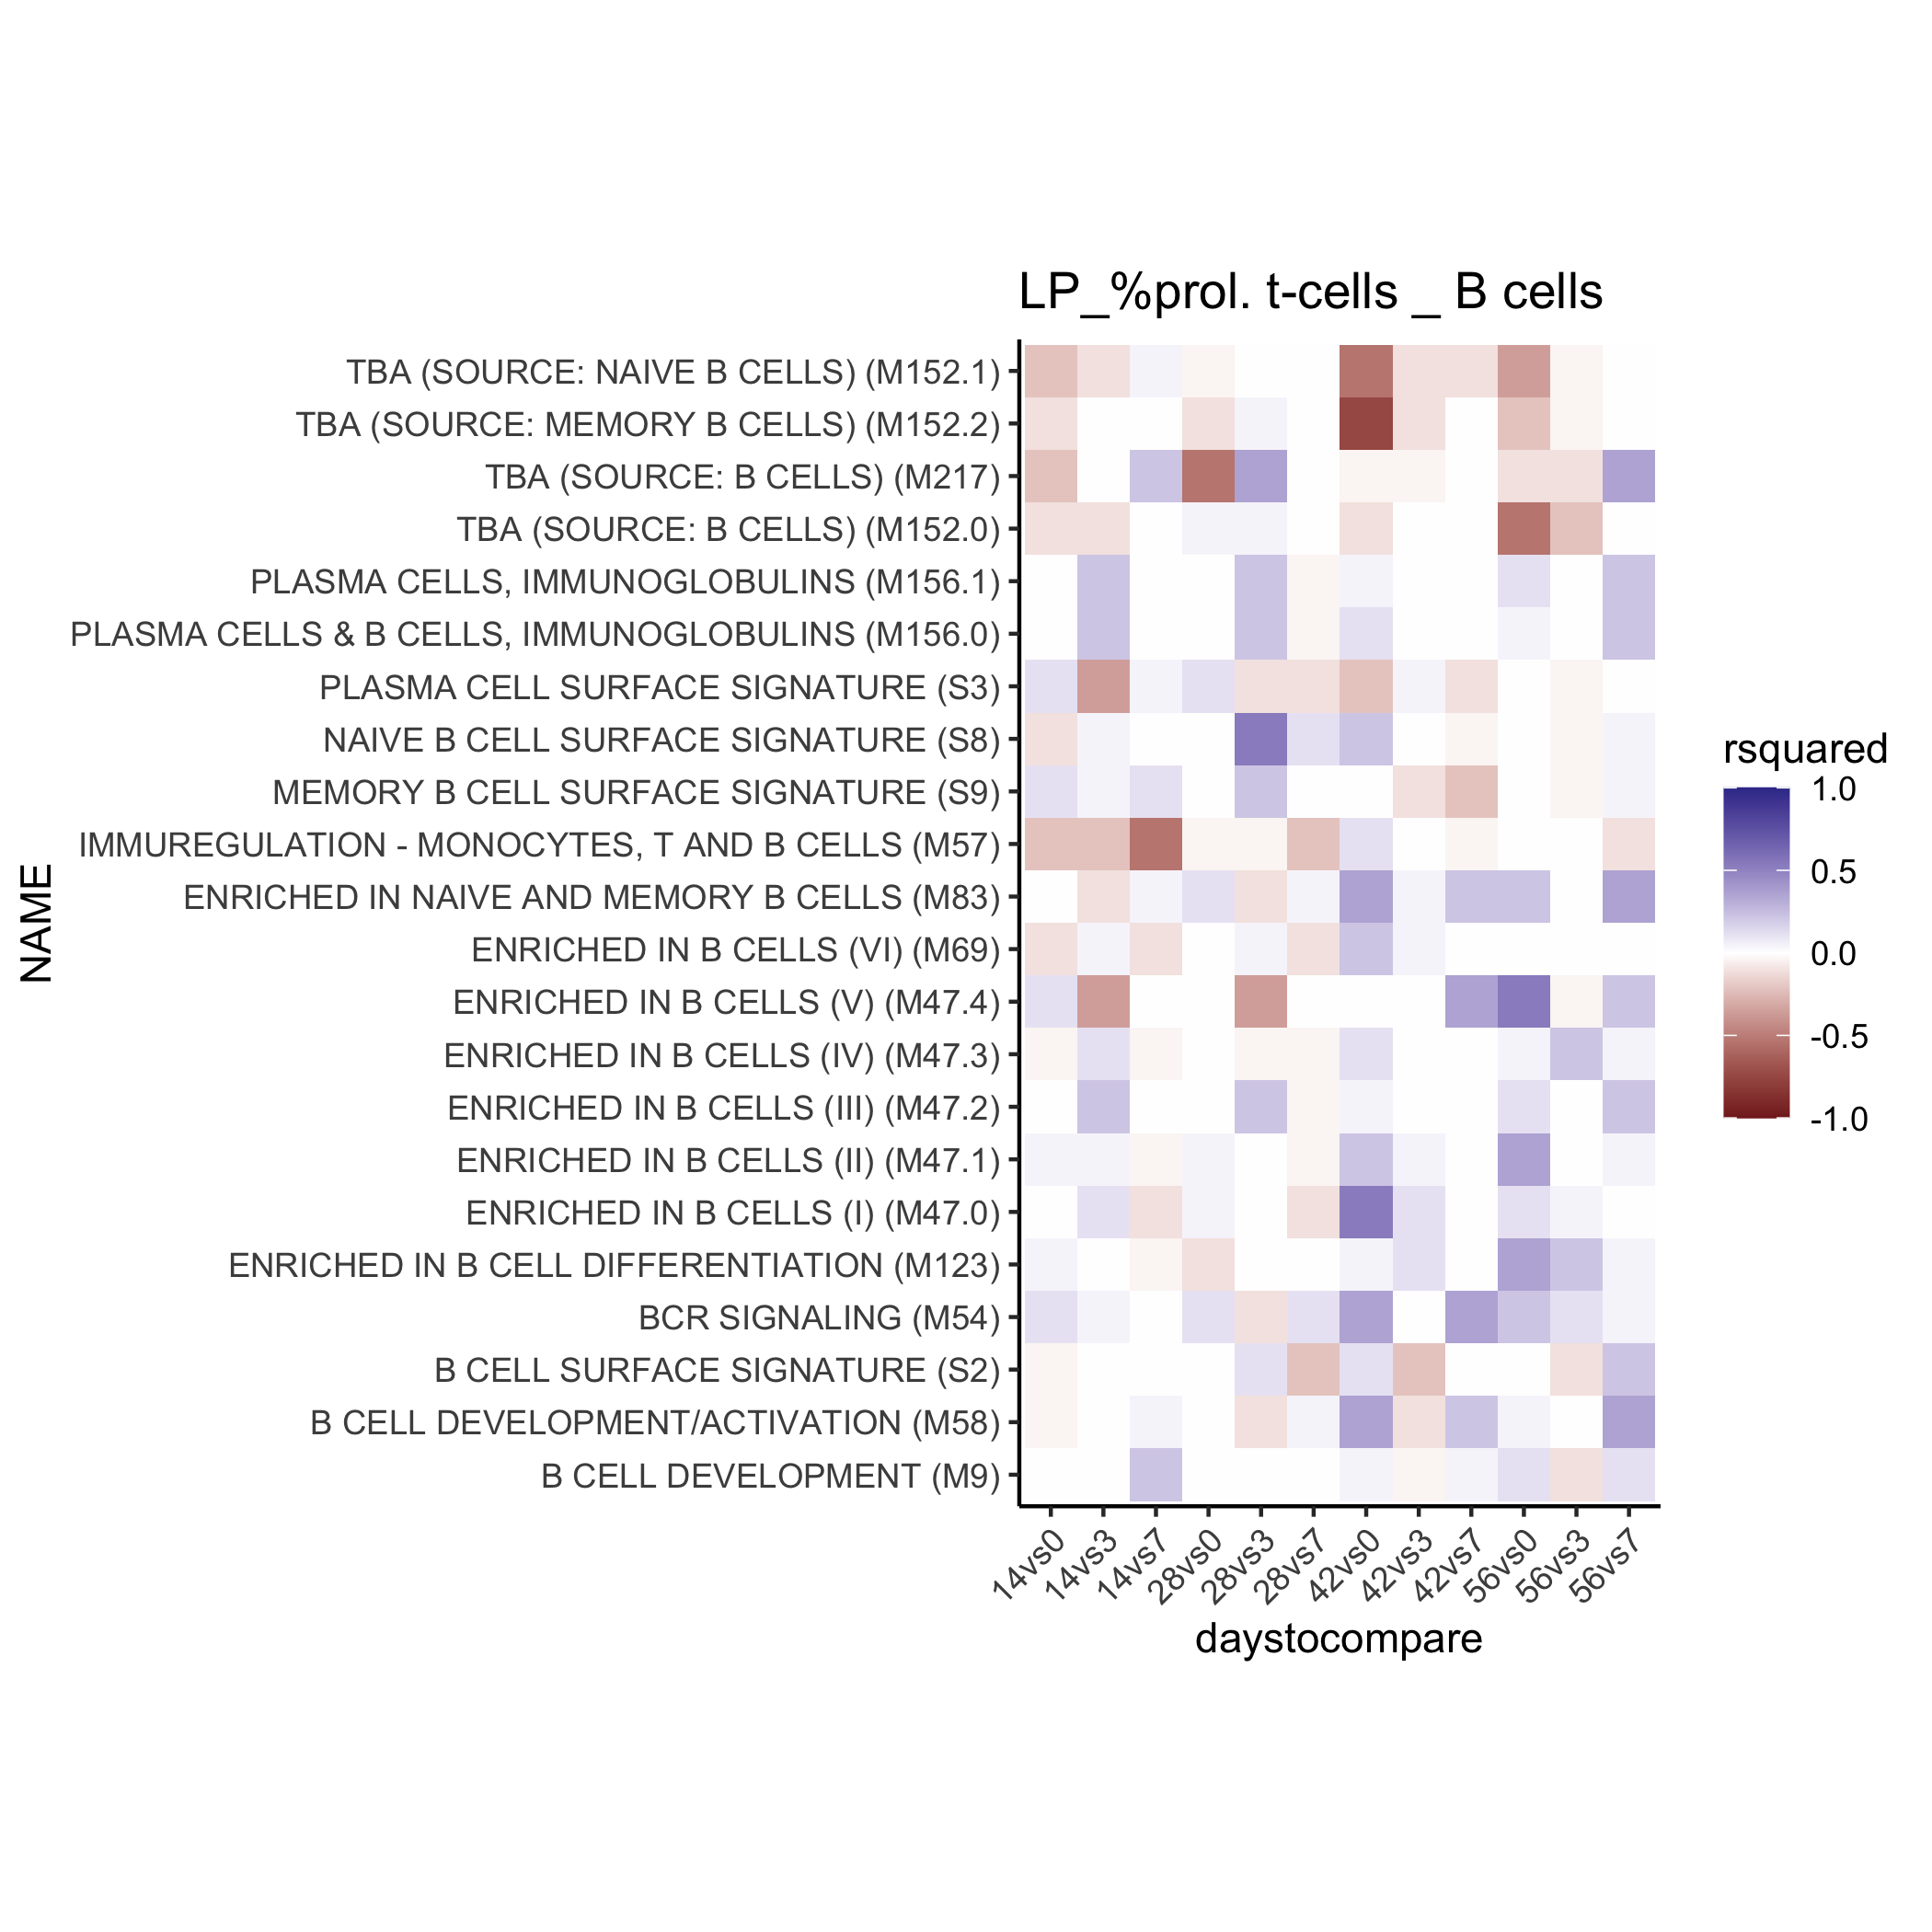 LP_%prol. t-cells _ B cells
NAME
TBA (SOURCE: NAIVE B CELLS) (M152.1)
TBA (SOURCE: MEMORY B CELLS) (M152.2)
TBA (SOURCE: B CELLS) (M217)
TBA (SOURCE: B CELLS) (M152.0)
PLASMA CELLS, IMMUNOGLOBULINS (M156.1)
PLASMA CELLS & B CELLS, IMMUNOGLOBULINS (M156.0)
PLASMA CELL SURFACE SIGNATURE (S3)
NAIVE B CELL SURFACE SIGNATURE (S8)
MEMORY B CELL SURFACE SIGNATURE (S9)
IMMUREGULATION - MONOCYTES, T AND B CELLS (M57)
ENRICHED IN NAIVE AND MEMORY B CELLS (M83)
ENRICHED IN B CELLS (VI) (M69)
ENRICHED IN B CELLS (V) (M47.4)
ENRICHED IN B CELLS (IV) (M47.3)
ENRICHED IN B CELLS (III) (M47.2)
ENRICHED IN B CELLS (II) (M47.1)
ENRICHED IN B CELLS (I) (M47.0)
ENRICHED IN B CELL DIFFERENTIATION (M123)
BCR SIGNALING (M54)
B CELL SURFACE SIGNATURE (S2)
B CELL DEVELOPMENT/ACTIVATION (M58)
B CELL DEVELOPMENT (M9)
14vs0
14vs3
14vs7
28vs0
28vs3
28vs7
42vs0
42vs3
42vs7
56vs0
56vs3
56vs7
daystocompare
rsquared
1.0
0.5
0.0
-0.5
-1.0